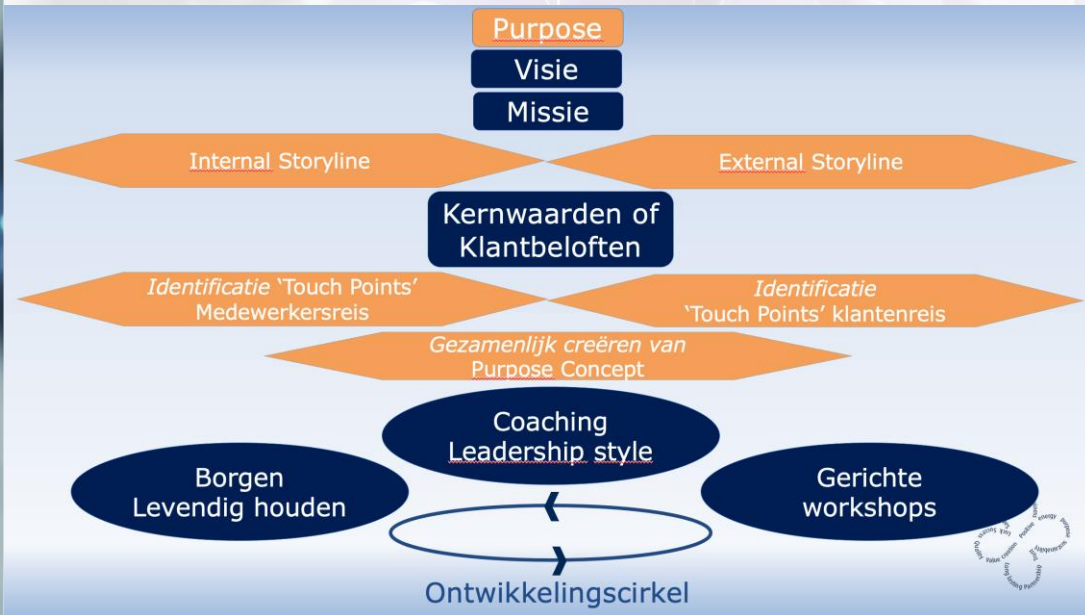 Purpose
Visie
Missie
Internal Storyline
External Storyline
Kernwaarden of
Klantbeloften
Identificatie ‘Touch Points’
Medewerkersreis
Identificatie
‘Touch Points’ klantenreis
Gezamenlijk creëren van
Purpose Concept
Coaching
Leadership style
Borgen
Levendig houden
Gerichte
workshops
Ontwikkelingscirkel